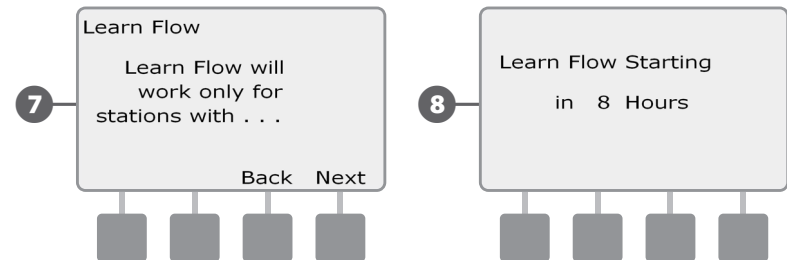 Learn Flow
Learn Flow will
work only for
stations with . . .
Back Next
7
Learn Flow Starting
in 8 Hours
8